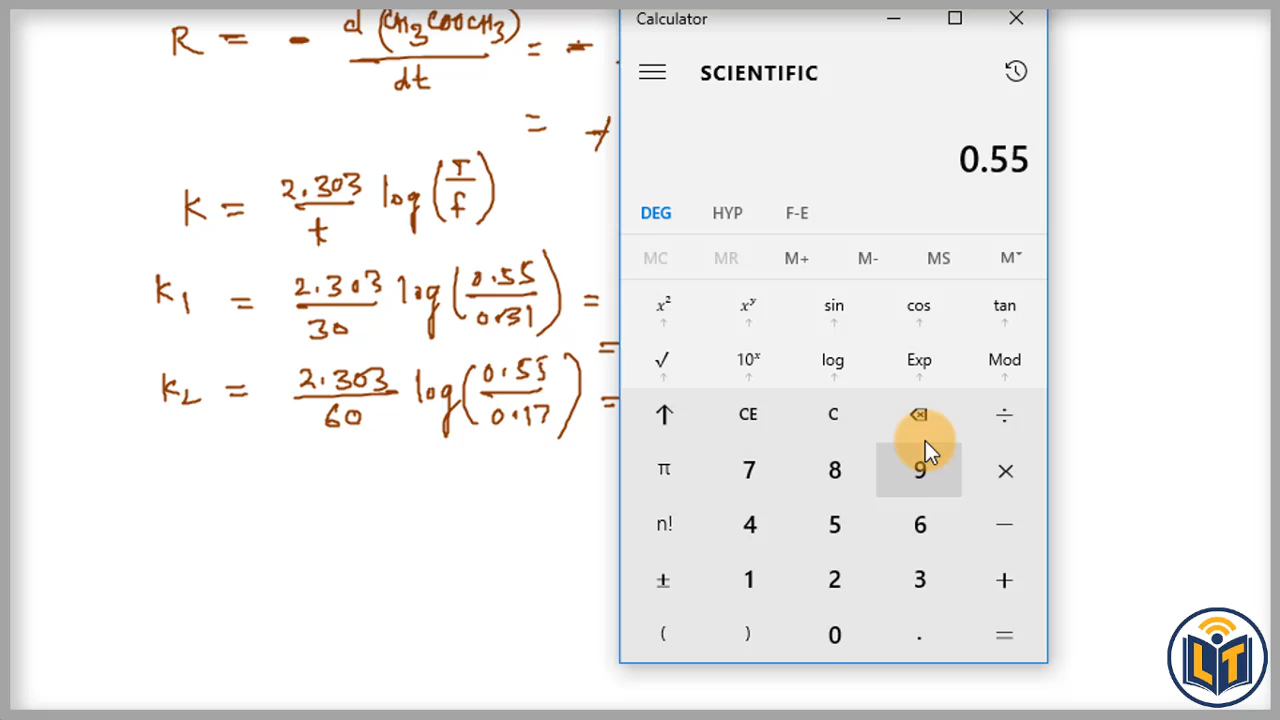 R = - d (CH3COOCH3) / dt = -
= +
K = 2.303 / t log (I / f)
K1 = 2.303 / 30 log (0.55 / 0.31) =
=
K2 = 2.303 / 60 log (0.55 / 0.17) =
Calculator
SCIENTIFIC
0.55
DEG HYP F-E
MC MR M+ M- MS M˅
x² xʸ sin cos tan
√ 10ˣ log Exp Mod
↑ CE C ⌫ ÷
π 7 8 9 ×
n! 4 5 6 −
± 1 2 3 +
( ) 0 . =
LT